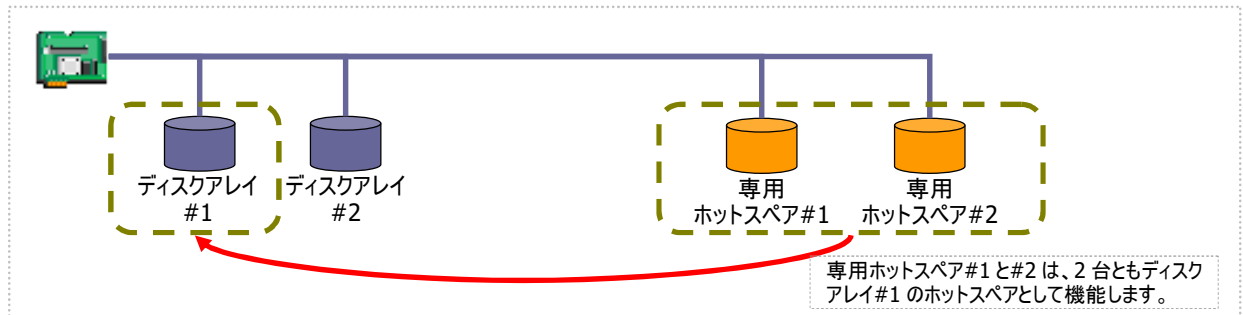 ディスクアレイ
#1
ディスクアレイ
#2
専用
ホットスペア#1
専用
ホットスペア#2
専用ホットスペア#1 と#2 は、2 台ともディスク
アレイ#1 のホットスペアとして機能します。